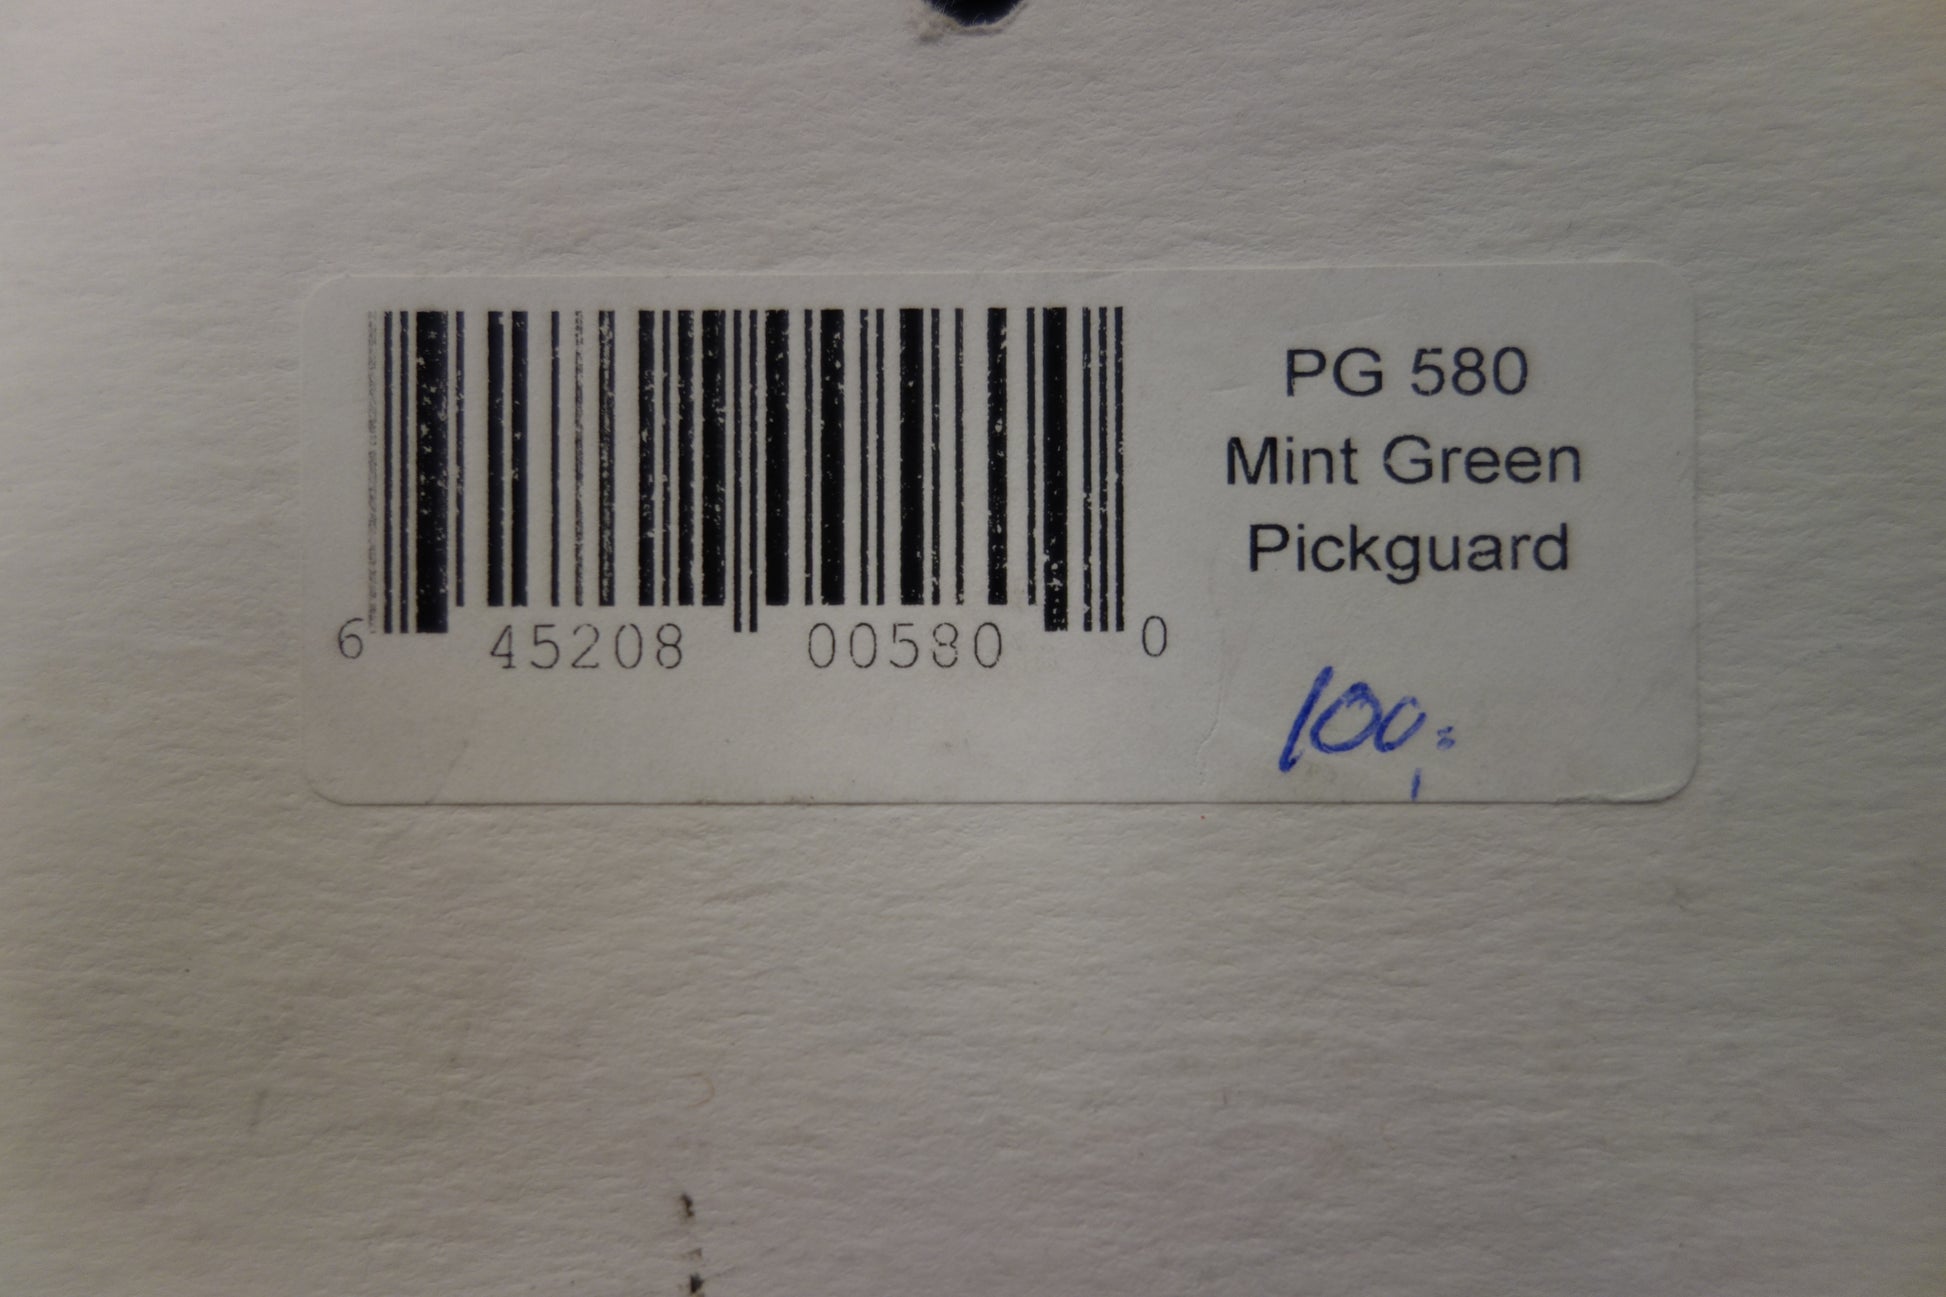 PG 580
Mint Green
Pickguard
6 45208 00580 0
100,-